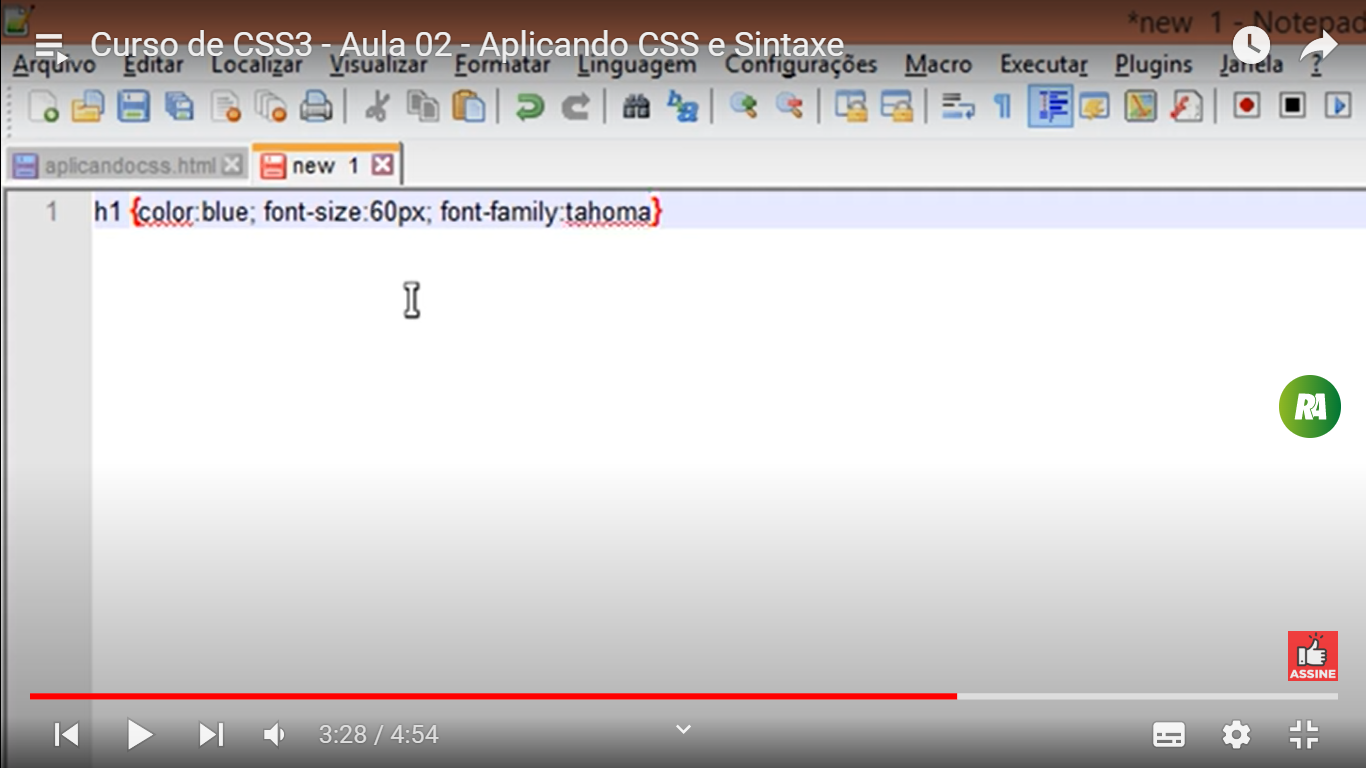 *new 1 - Notepad
Curso de CSS3 - Aula 02 - Aplicando CSS e Sintaxe
Arquivo Editar Localizar Visualizar Formatar Linguagem Configurações Macro Executar Plugins Janela ?
aplicandocss.html new 1
1 h1 {color:blue; font-size:60px; font-family:tahoma}
RA
ASSINE
3:28 / 4:54